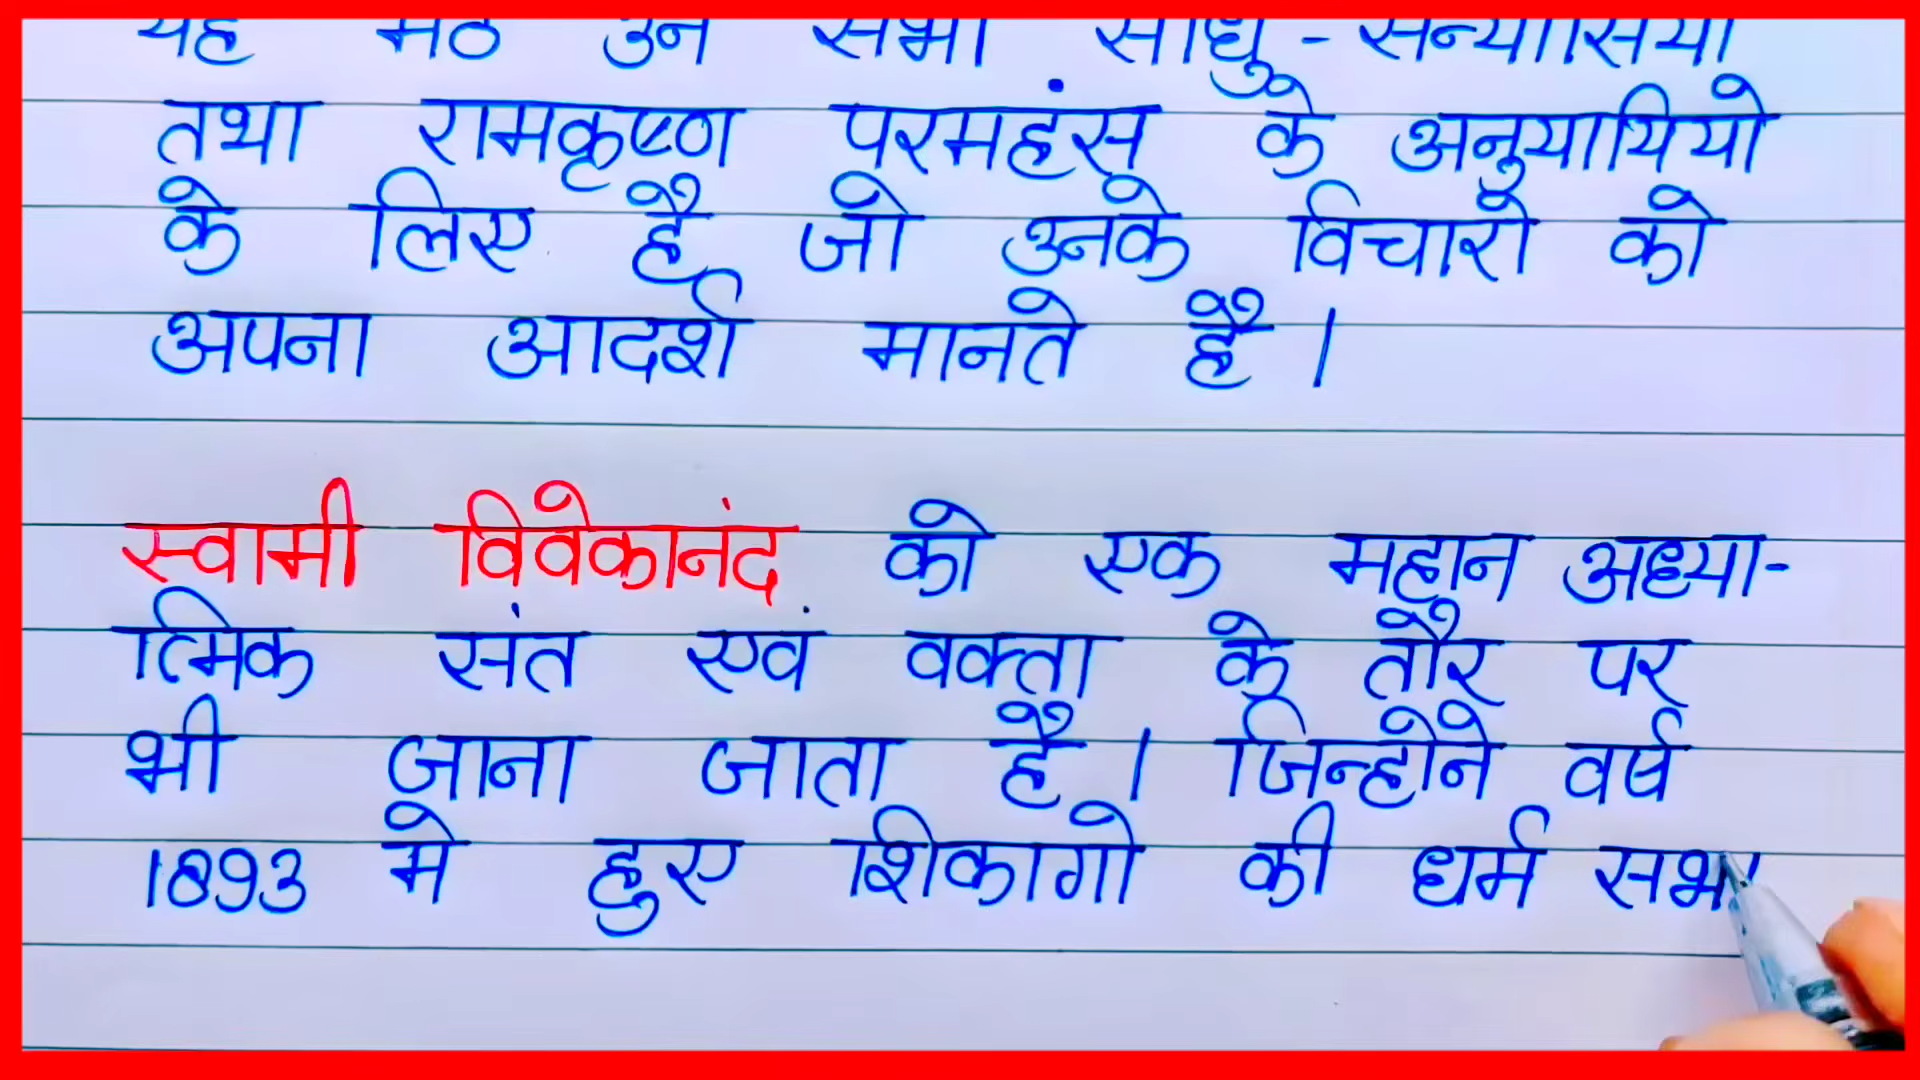 यह मठ उन सभी साधु-सन्यासियो
तथा रामकृष्ण परमहंस के अनुयायियो
के लिए है जो उनके विचारो को
अपना आदर्श मानते है।
स्वामी विवेकानंद को एक महान अध्या-
त्मिक संत एवं वक्ता के तौर पर
भी जाना जाता है। जिन्होने वर्ष
1893 मे हुए शिकागो की धर्म सभा